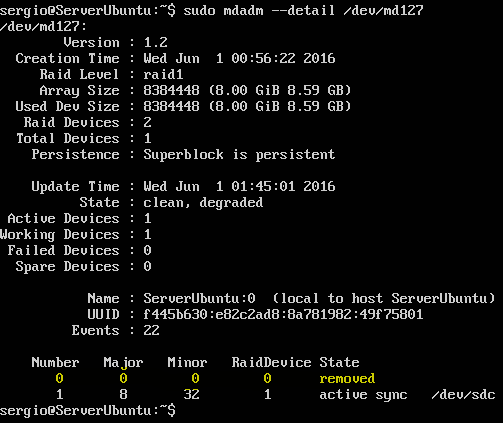 sergio@ServerUbuntu:~$ sudo mdadm --detail /dev/md127
/dev/md127:
Version : 1.2
Creation Time : Wed Jun  1 00:56:22 2016
Raid Level : raid1
Array Size : 8384448 (8.00 GiB 8.59 GB)
Used Dev Size : 8384448 (8.00 GiB 8.59 GB)
Raid Devices : 2
Total Devices : 1
Persistence : Superblock is persistent
Update Time : Wed Jun  1 01:45:01 2016
State : clean, degraded
Active Devices : 1
Working Devices : 1
Failed Devices : 0
Spare Devices : 0
Name : ServerUbuntu:0  (local to host ServerUbuntu)
UUID : f445b630:e82c2ad8:8a781982:49f75801
Events : 22
Number   Major   Minor   RaidDevice State
0        0        0        0      removed
1        8       32        1      active sync   /dev/sdc
sergio@ServerUbuntu:~$